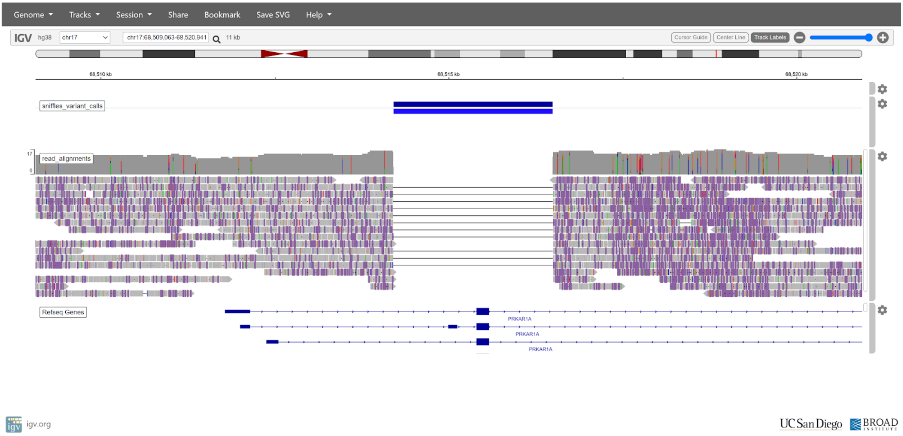 Genome Tracks Session Share Bookmark Save SVG Help
IGV hg38 chr17 chr17:68,509,063-68,520,941 11 kb Cursor Guide Center Line Track Labels
68,510 kb 68,515 kb 68,520 kb
sniffles_variant_calls
17
read_alignments
0
Refseq Genes
PRKAR1A
PRKAR1A
PRKAR1A
igv igv.org UC San Diego BROAD
INSTITUTE